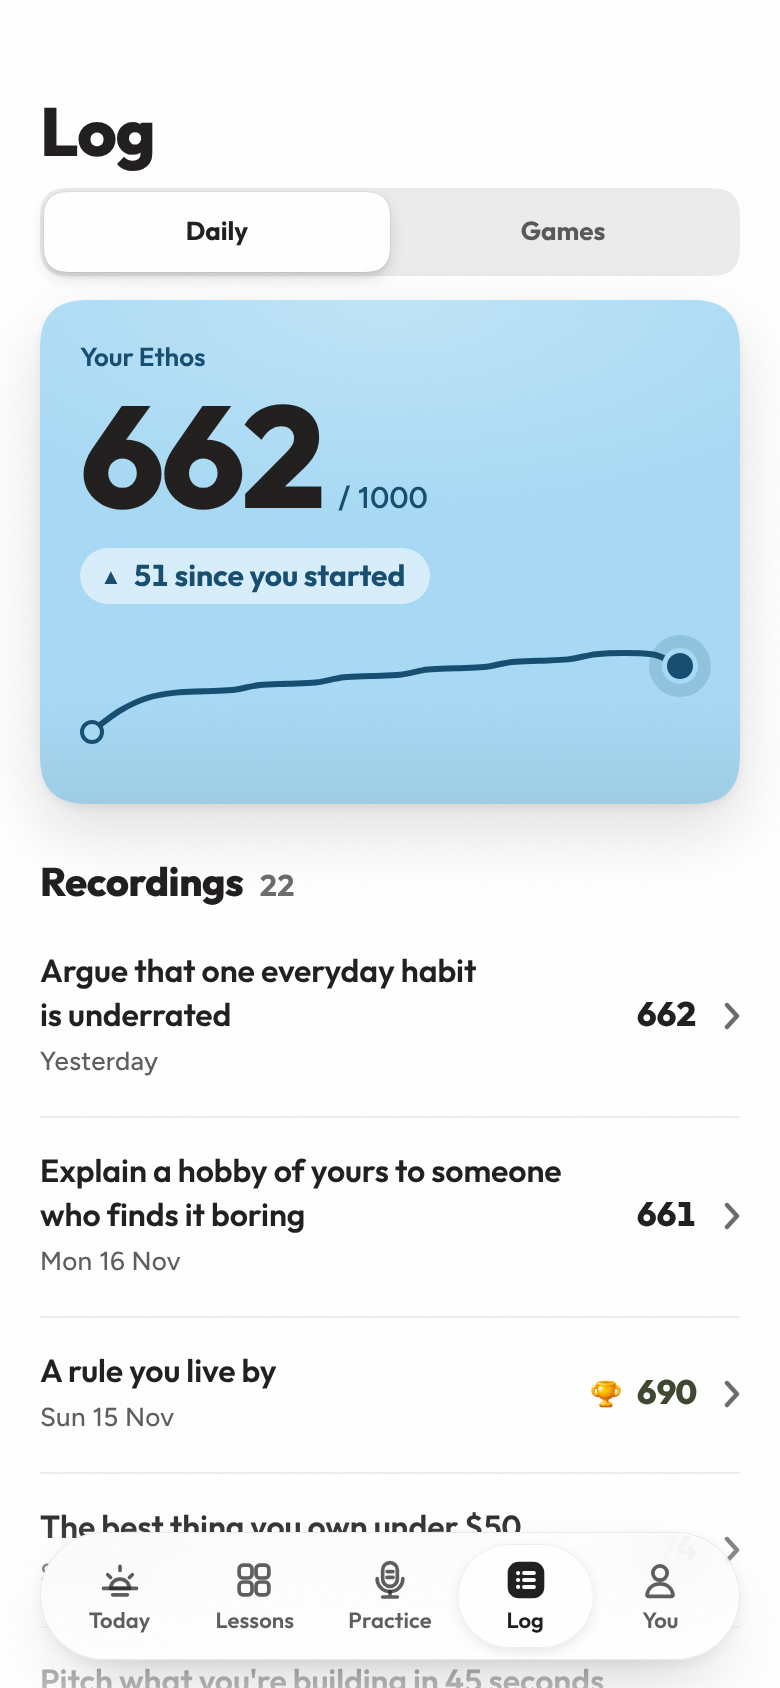 Log
Daily
Games
Your Ethos
662 / 1000
▲ 51 since you started
Recordings 22
Argue that one everyday habit
is underrated
662
Yesterday
Explain a hobby of yours to someone
who finds it boring
661
Mon 16 Nov
A rule you live by
690
Sun 15 Nov
The best thing you own under $50
Today
Lessons
Practice
Log
You
Pitch what you're building in 45 seconds